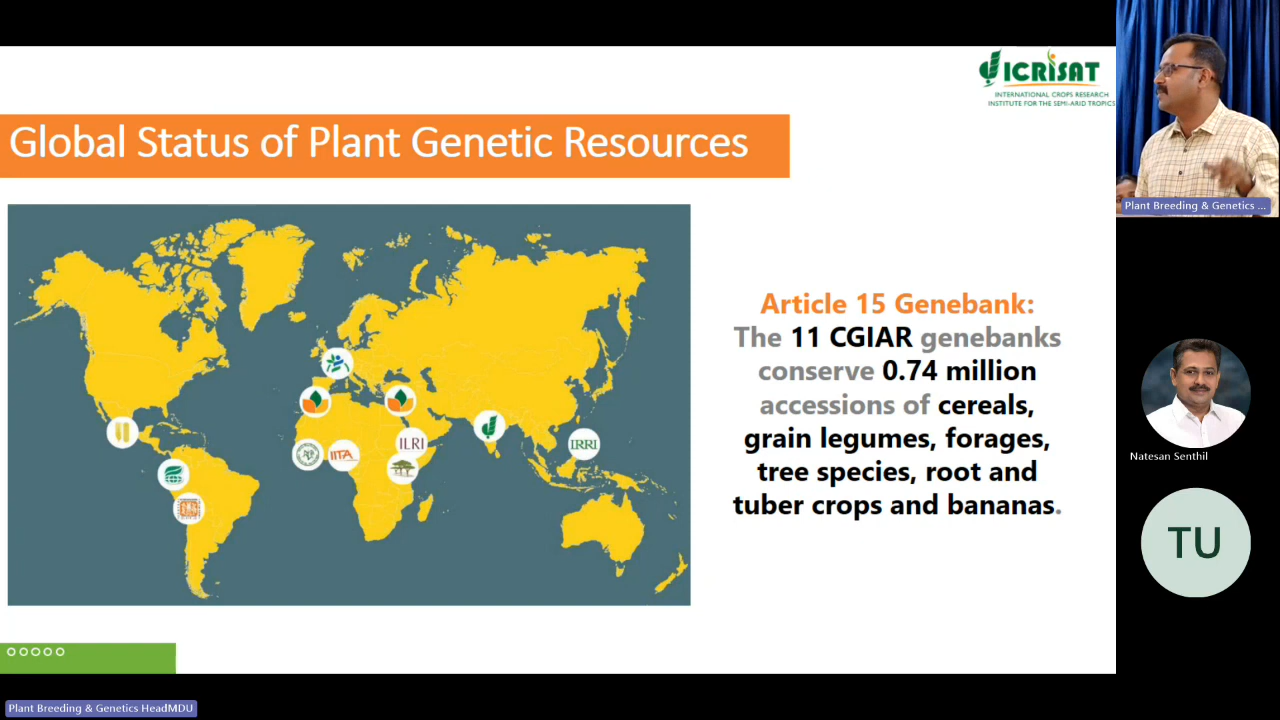 ICRISAT
INTERNATIONAL CROPS RESEARCH
INSTITUTE FOR THE SEMI-ARID TROPICS
Global Status of Plant Genetic Resources
Plant Breeding & Genetics ...
Article 15 Genebank:
The 11 CGIAR genebanks
conserve 0.74 million
accessions of cereals,
grain legumes, forages,
tree species, root and
tuber crops and bananas.
ILRI
IITA
IRRI
Natesan Senthil
TU
Plant Breeding & Genetics HeadMDU